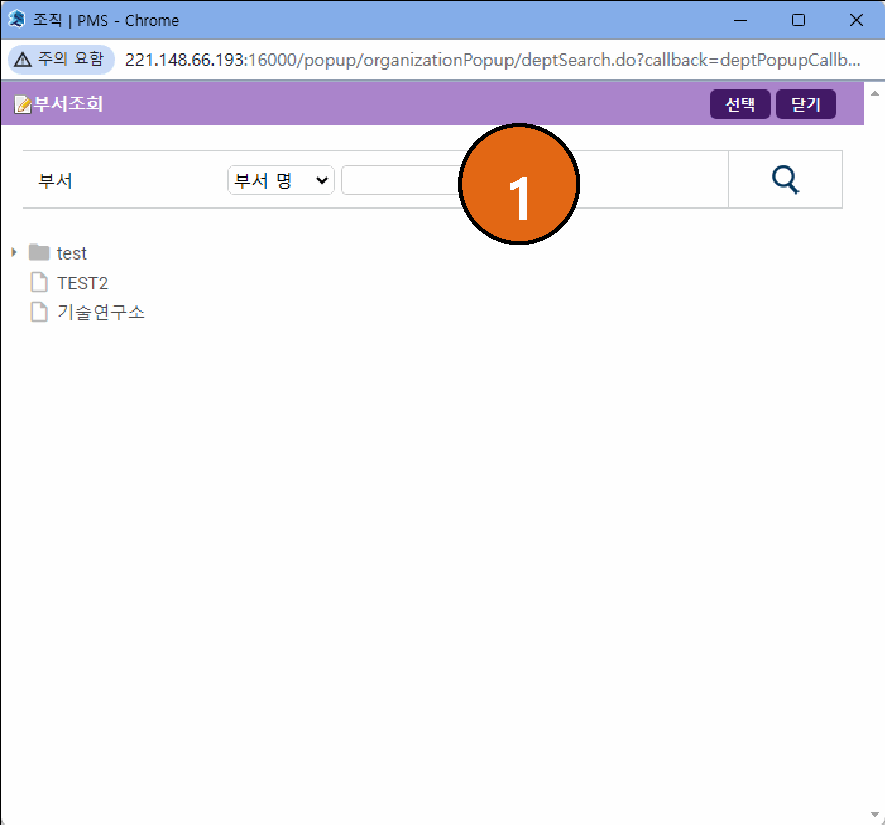 조직 | PMS - Chrome
주의 요함 221.148.66.193:16000/popup/organizationPopup/deptSearch.do?callback=deptPopupCallb...
부서조회 선택 닫기
부서 부서 명 1
test
TEST2
기술연구소